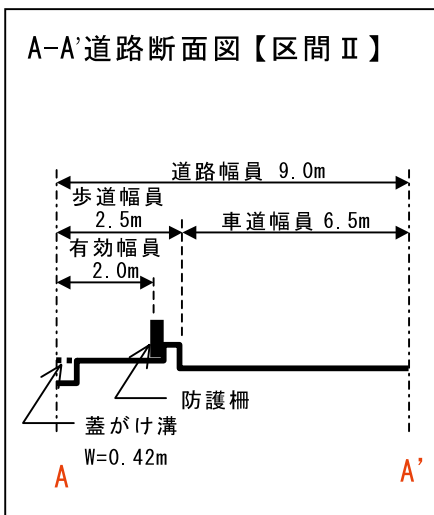 A-A'道路断面図【区間Ⅱ】
道路幅員 9.0m
歩道幅員
2.5m
車道幅員 6.5m
有効幅員
2.0m
防護柵
蓋がけ溝
W=0.42m
A
A'